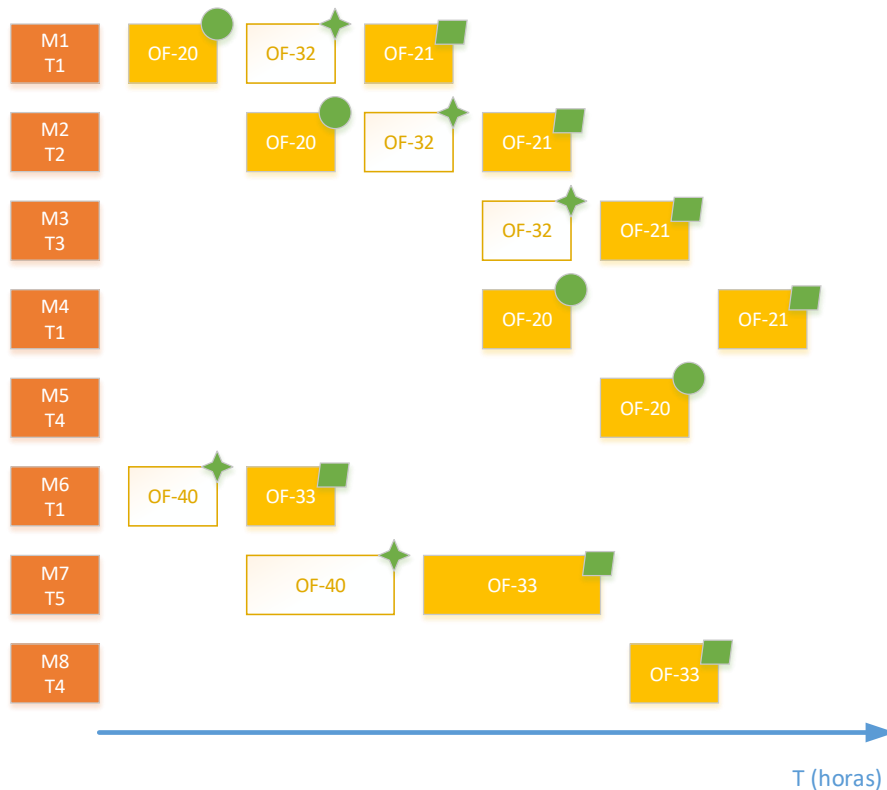 M1
T1
OF-20
OF-32
OF-21
M2
T2
OF-20
OF-32
OF-21
M3
T3
OF-32
OF-21
M4
T1
OF-20
OF-21
M5
T4
OF-20
M6
T1
OF-40
OF-33
M7
T5
OF-40
OF-33
M8
T4
OF-33
T (horas)